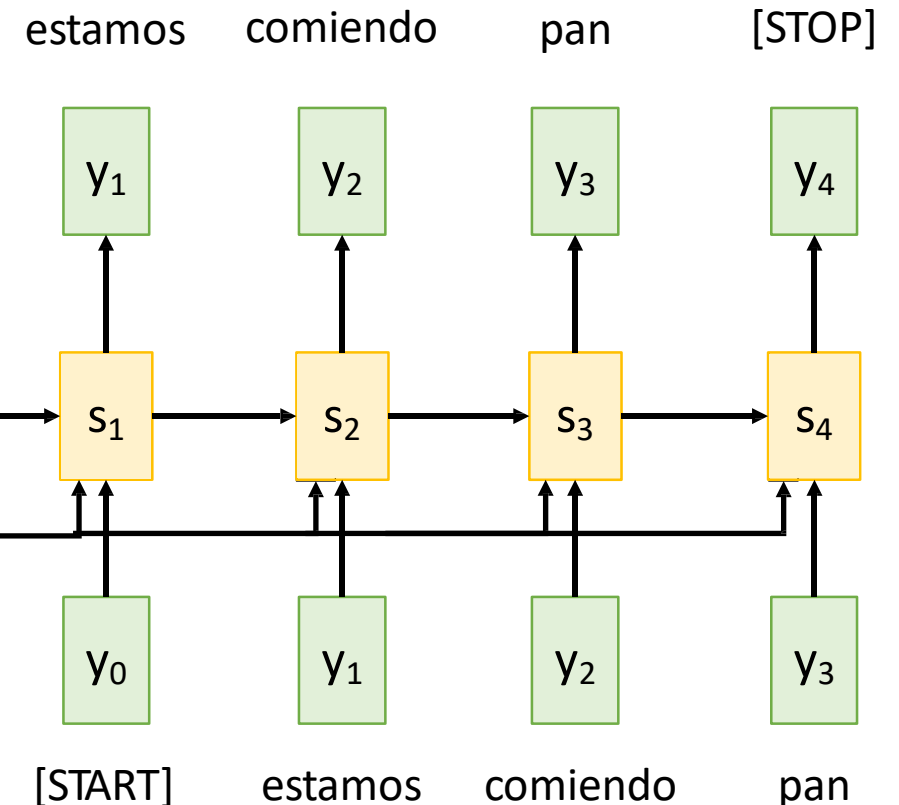 estamos comiendo pan [STOP]
y₁ y₂ y₃ y₄
s₁ s₂ s₃ s₄
y₀ y₁ y₂ y₃
[START] estamos comiendo pan